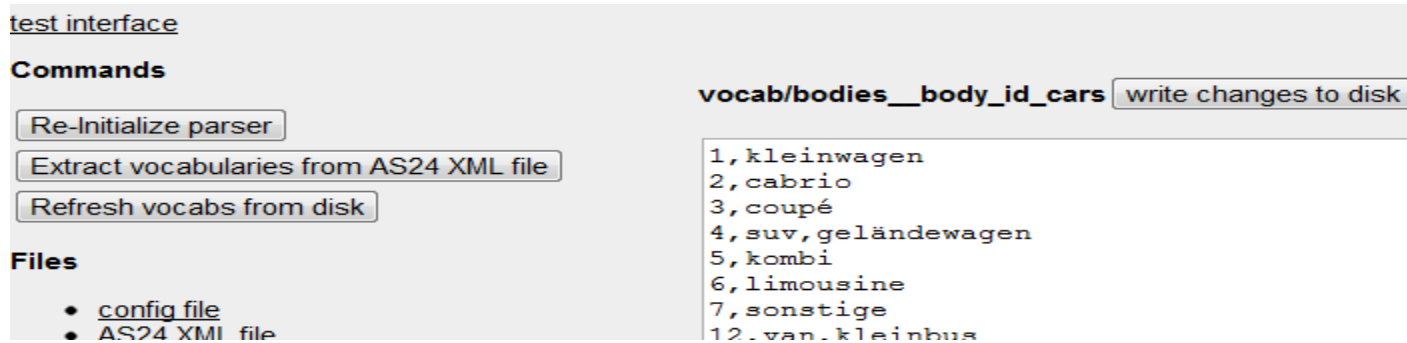 test interface
Commands
Re-Initialize parser
Extract vocabularies from AS24 XML file
Refresh vocabs from disk
Files
config file
AS24 XML file
vocab/bodies__body_id_cars write changes to disk
1,kleinwagen
2,cabrio
3,coupé
4,suv,geländewagen
5,kombi
6,limousine
7,sonstige
12,van,kleinbus